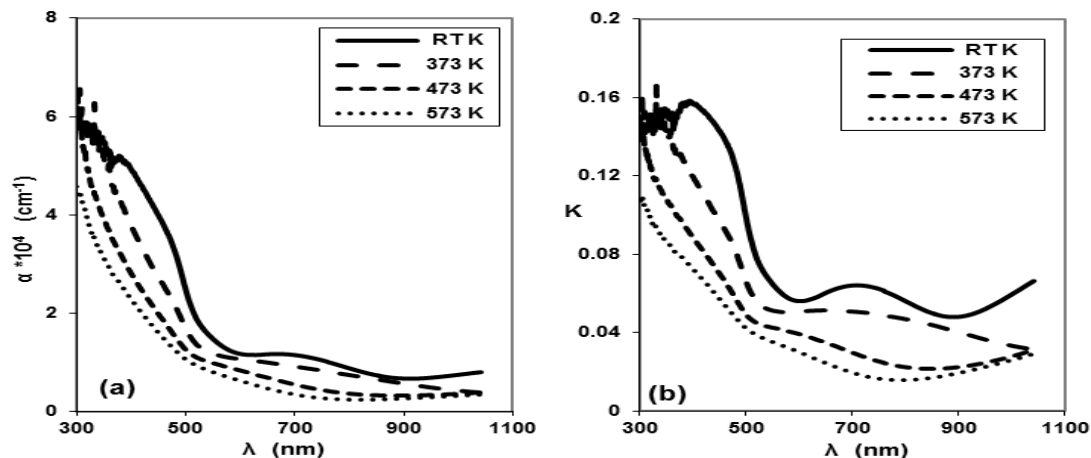 8
6
4
2
0
α *10⁴ (cm⁻¹)
RT K
373 K
473 K
573 K
(a)
300 500 700 900 1100
λ (nm)
0.2
0.16
0.12
0.08
0.04
0
K
RT K
373 K
473 K
573 K
(b)
300 500 700 900 1100
λ (nm)